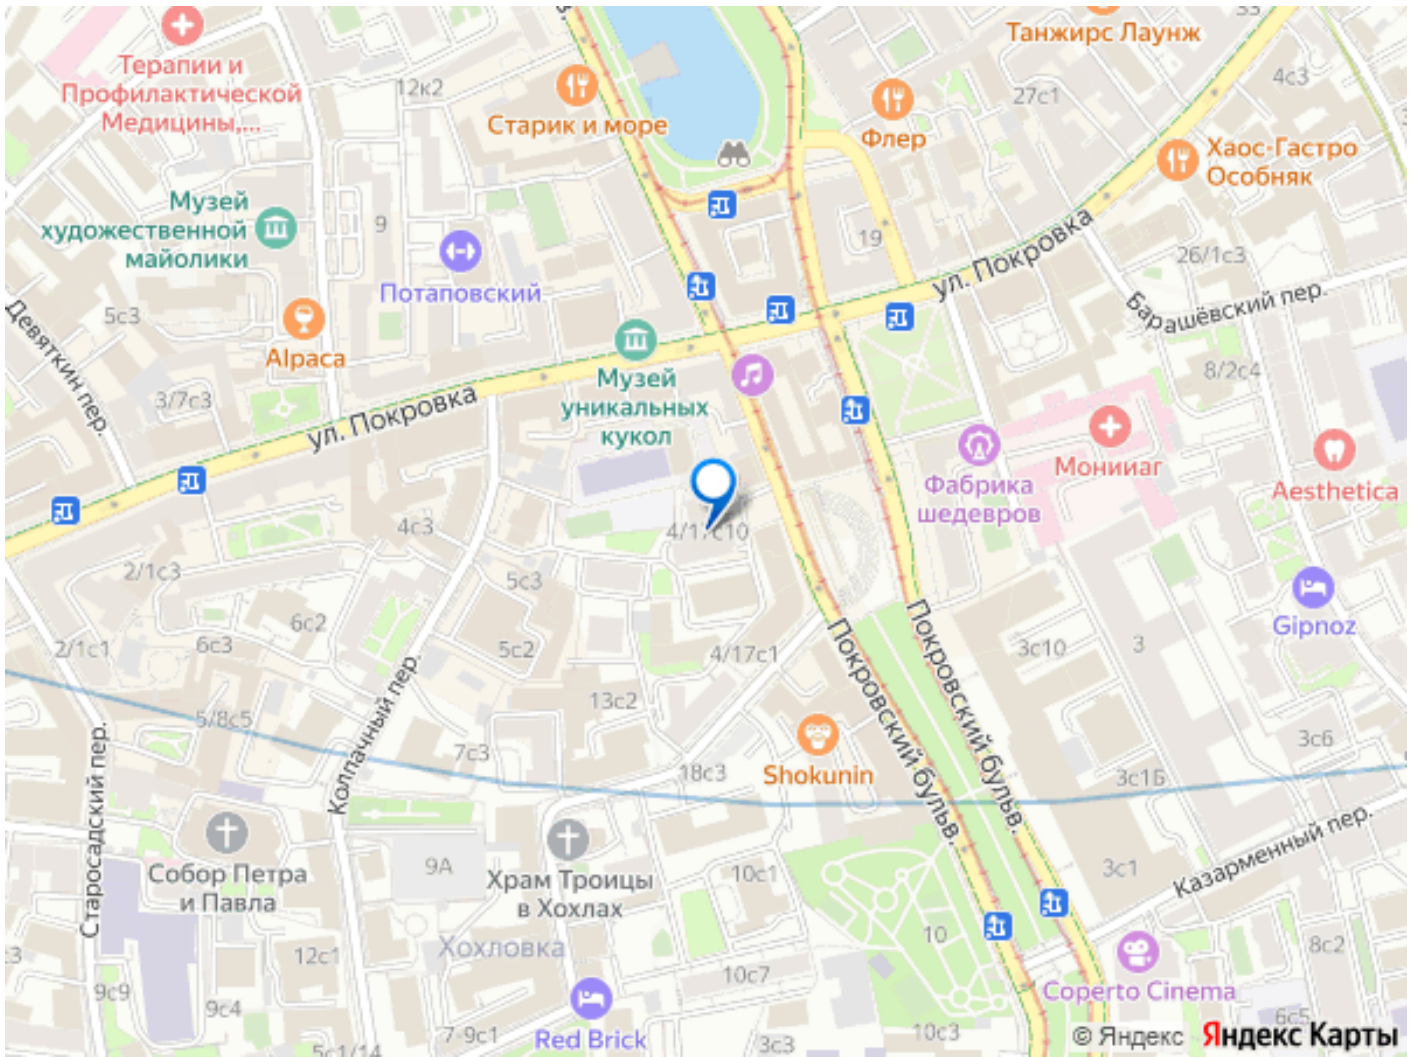 Танжирс Лаунж
Терапии и
Профилактической
Медицины,...
12к2
4с3
27с1
Старик и море
Флер
Хаос-Гастро
Особняк
Музей
художественной
майолики
9
19
ул. Покровка
26/1с3
Потаповский
Барашёвский пер.
Девяткин пер.
5с3
Alpaca
Музей
уникальных
кукол
8/2с4
3/7с3
ул. Покровка
Мониаг
Фабрика
шедевров
Aesthetica
4с3
4/17с10
2/1с3
5с3
6с2
Gipnoz
2/1с1
6с3
5с2
4/17с1
Покровский бульв.
Покровский бульв.
3с10
3
13с2
5/8с5
Колпачный пер.
7с3
18с3
Shokunin
3с6
3с16
Старосадский пер.
Казарменный пер.
Собор Петра
и Павла
9А
Храм Троицы
в Хохлах
10с1
3с1
Хохловка
10
8с2
12с1
10с7
9с9
9с4
Coperto Cinema
7-9с1
Red Brick
10с3
6с5
3с3
5с1/14
© Яндекс Яндекс Карты